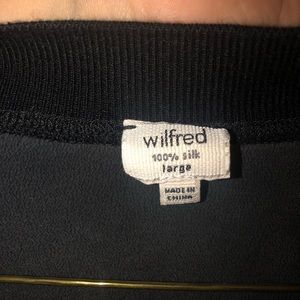 wilfred
100% silk
large
MADE IN
CHINA